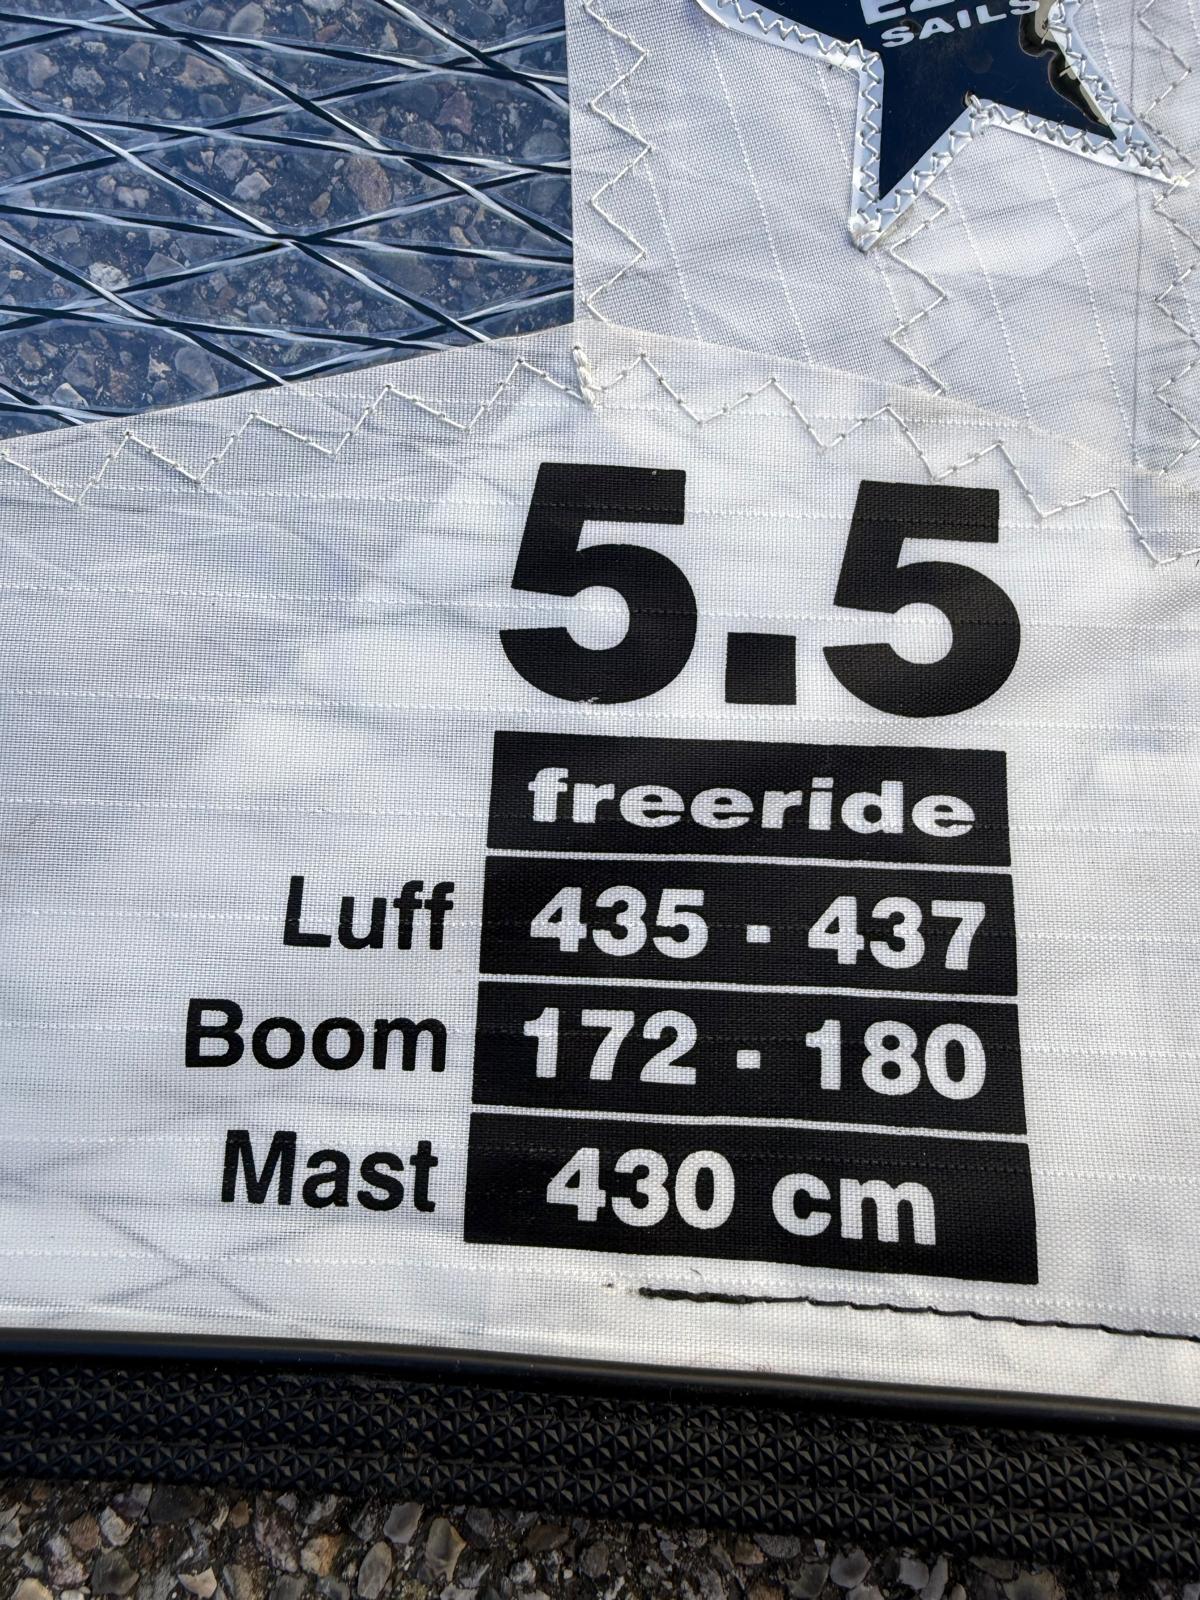 SAILS
5.5
freeride
Luff 435 - 437
Boom 172 - 180
Mast 430 cm